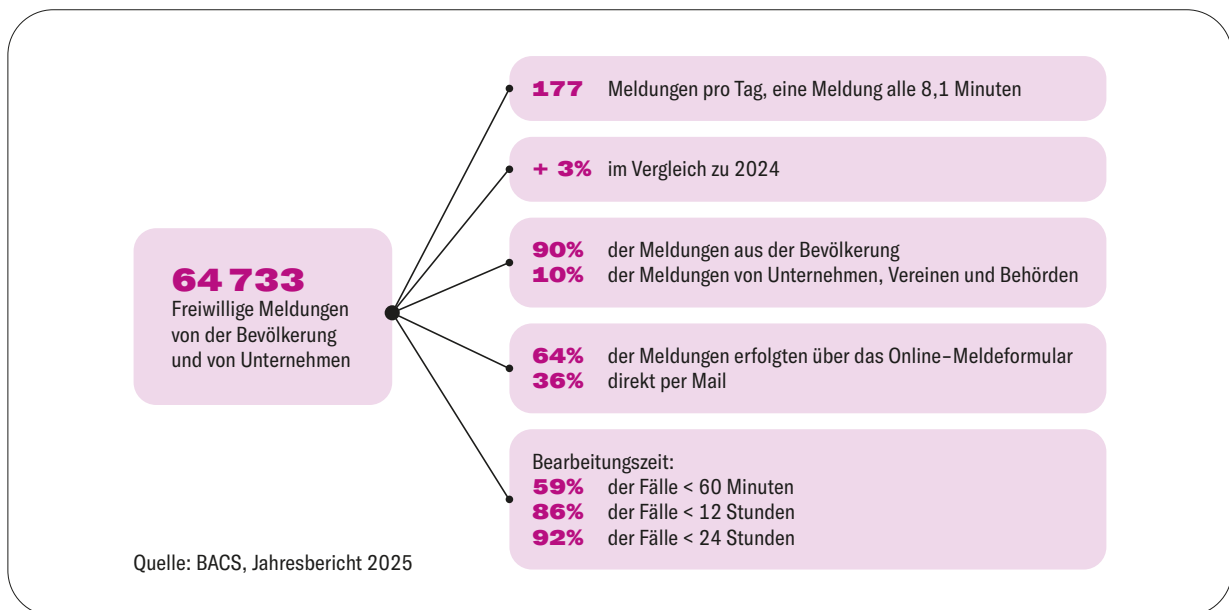 64 733
Freiwillige Meldungen
von der Bevölkerung
und von Unternehmen
177 Meldungen pro Tag, eine Meldung alle 8,1 Minuten
+ 3% im Vergleich zu 2024
90% der Meldungen aus der Bevölkerung
10% der Meldungen von Unternehmen, Vereinen und Behörden
64% der Meldungen erfolgten über das Online-Meldeformular
36% direkt per Mail
Bearbeitungszeit:
59% der Fälle < 60 Minuten
86% der Fälle < 12 Stunden
92% der Fälle < 24 Stunden
Quelle: BACS, Jahresbericht 2025